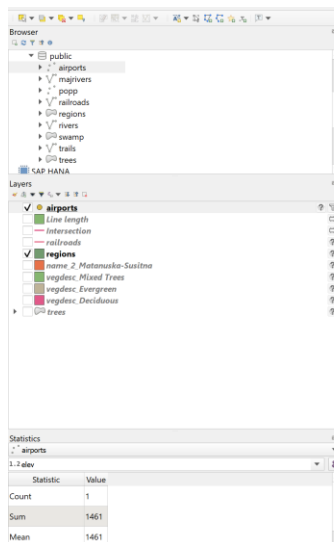 Browser
public
airports
majrivers
popp
railroads
regions
rivers
swamp
trails
trees
SAP HANA
Layers
airports
Line length
Intersection
railroads
regions
name_2_Matanuska-Susitna
vegdesc_Mixed Trees
vegdesc_Evergreen
vegdesc_Deciduous
trees
Statistics
airports
1.2 elev
Statistic Value
Count 1
Sum 1461
Mean 1461